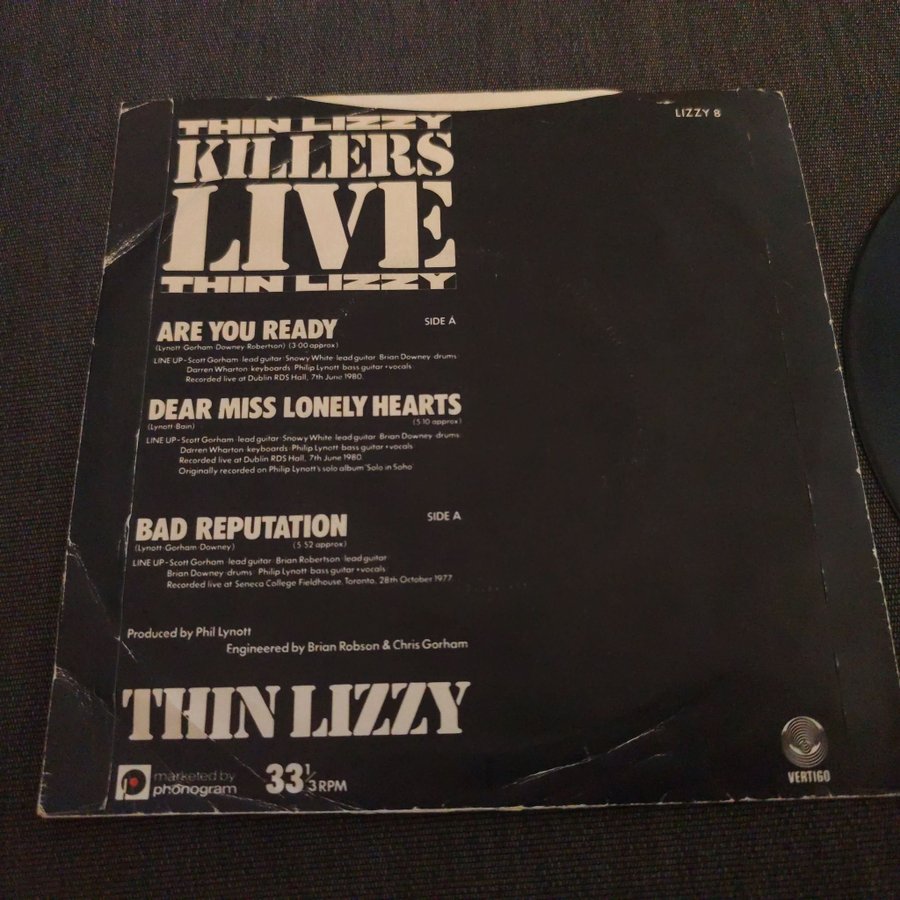 LIZZY 8
THIN LIZZY
KILLERS
LIVE
THIN LIZZY
ARE YOU READY SIDE A
(Lynott·Gorham·Downey·Robertson) (3·00 approx)
LINE UP-Scott Gorham·lead guitar·Snowy White·lead guitar·Brian Downey·drums
Darren Wharton·keyboards·Philip Lynott·bass guitar+vocals
Recorded live at Dublin RDS Hall, 7th June 1980.
DEAR MISS LONELY HEARTS
(Lynott·Bain) (5·10 approx)
LINE UP-Scott Gorham·lead guitar·Snowy White·lead guitar·Brian Downey·drums
Darren Wharton·keyboards·Philip Lynott·bass guitar+vocals
Recorded live at Dublin RDS Hall, 7th June 1980.
Originally recorded on Philip Lynott's solo album 'Solo in Soho'
BAD REPUTATION SIDE A
(Lynott·Gorham·Downey) (5·52 approx)
LINE UP-Scott Gorham·lead guitar·Brian Robertson·lead guitar
Brian Downey·drums·Philip Lynott·bass guitar+vocals
Recorded live at Seneca College Fieldhouse, Toronto, 28th October 1977
Produced by Phil Lynott
Engineered by Brian Robson & Chris Gorham
THIN LIZZY
marketed by
phonogram
33⅓ RPM
VERTIGO